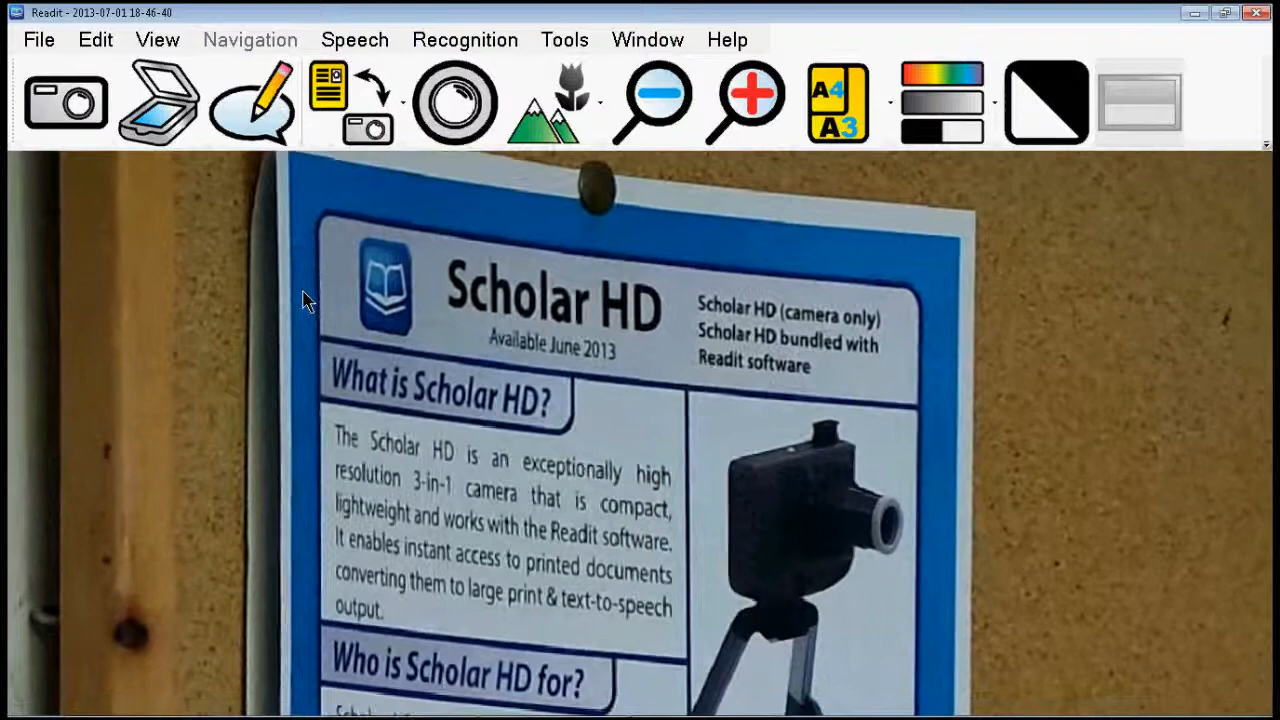 Readit - 2013-07-01 18-46-40
File Edit View Navigation Speech Recognition Tools Window Help
A4
A3
Scholar HD
Available June 2013
Scholar HD (camera only)
Scholar HD bundled with
Readit software
What is Scholar HD?
The Scholar HD is an exceptionally high
resolution 3-in-1 camera that is compact,
lightweight and works with the Readit software.
It enables instant access to printed documents
converting them to large print & text-to-speech
output.
Who is Scholar HD for?